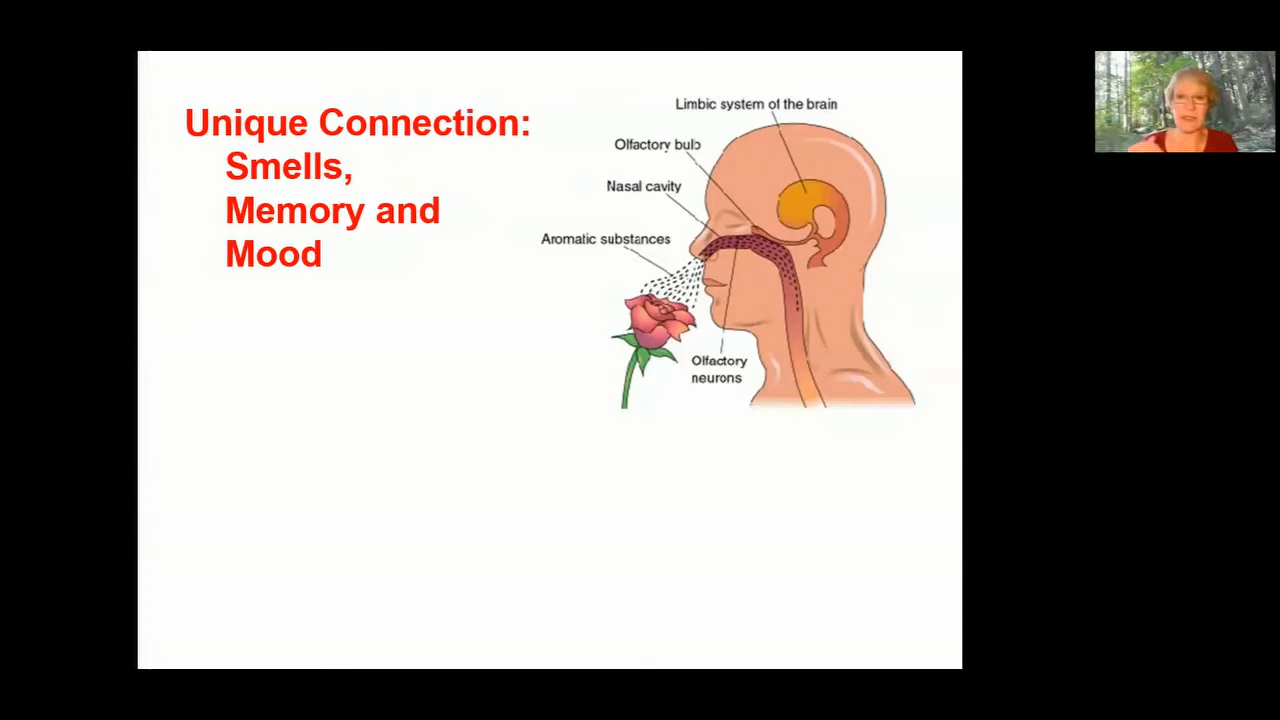 Unique Connection:
Smells,
Memory and
Mood
Limbic system of the brain
Olfactory bulb
Nasal cavity
Aromatic substances
Olfactory
neurons